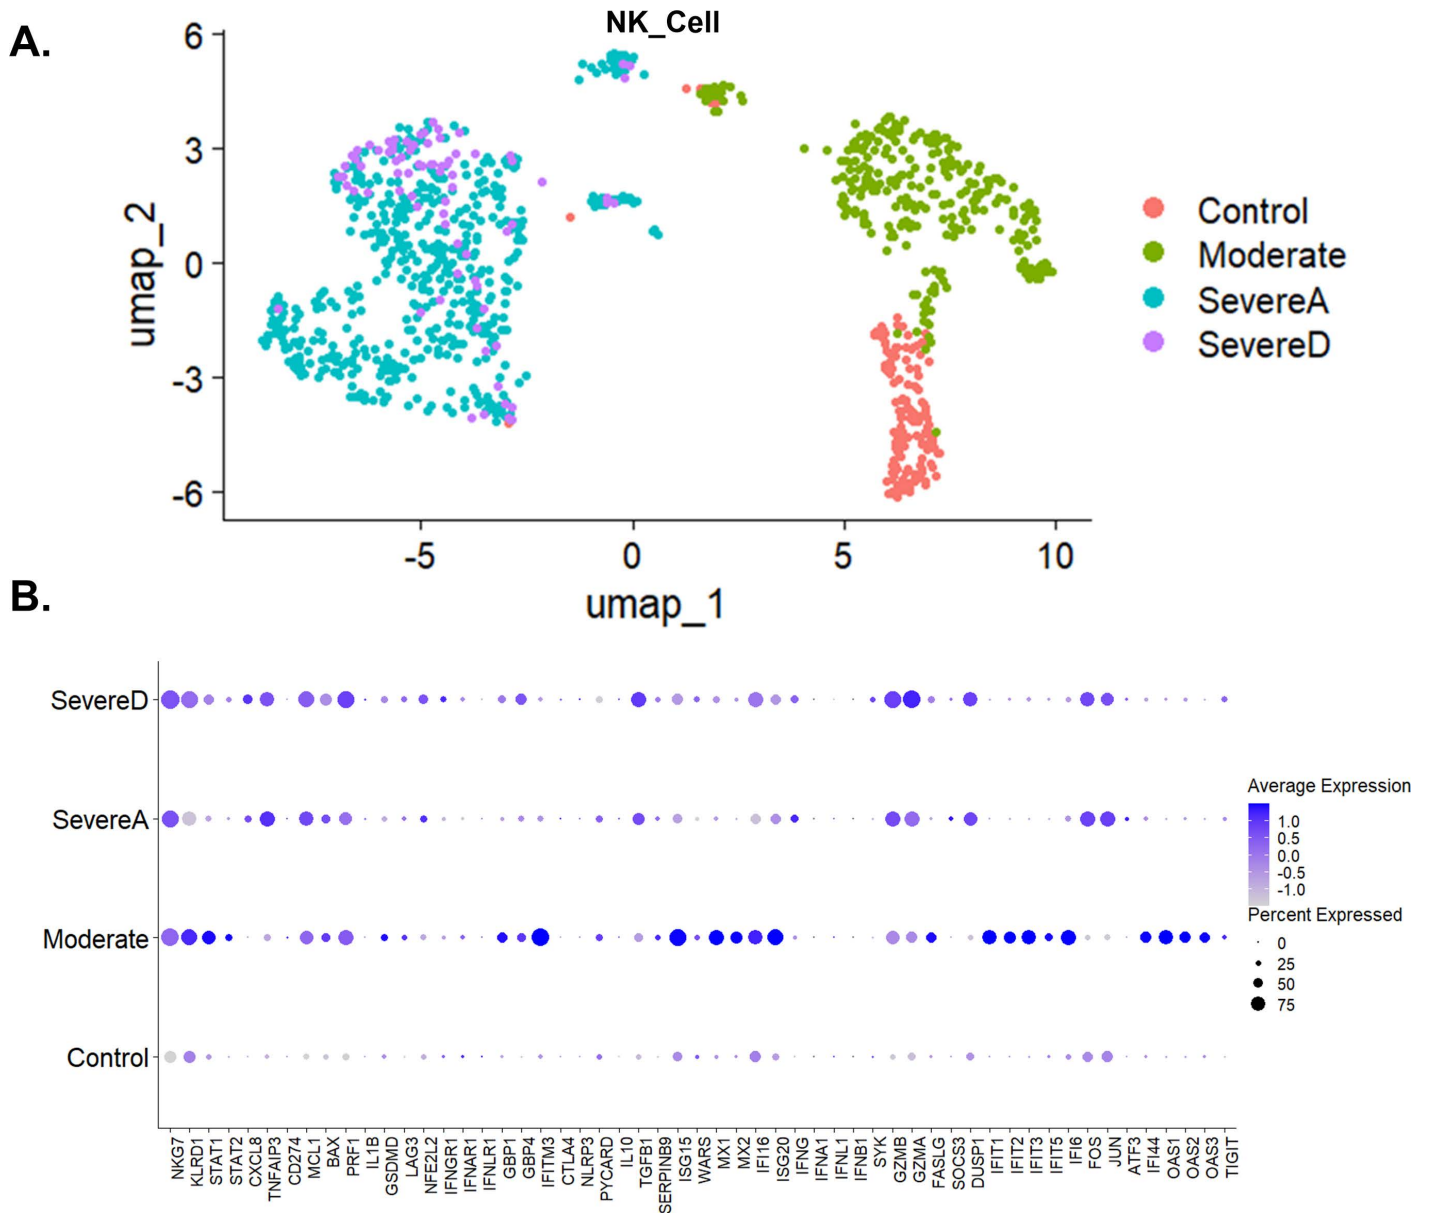 A.
NK_Cell
6
3
0
-3
-6
umap_2
-5
0
5
10
umap_1
Control
Moderate
SevereA
SevereD
B.
SevereD
SevereA
Moderate
Control
NKG7
KLRD1
STAT1
STAT2
CXCL8
TNFAIP3
CD274
MCL1
BAX
PRF1
IL1B
GSDMD
LAG3
NFE2L2
IFNGR1
IFNAR1
IFNLR1
GBP1
GBP4
IFITM3
CTLA4
NLRP3
PYCARD
IL10
TGFB1
SERPINB9
ISG15
WARS
MX1
MX2
IFI16
ISG20
IFNG
IFNA1
IFNL1
IFNB1
SYK
GZMB
GZMA
FASLG
SOCS3
DUSP1
IFIT1
IFIT2
IFIT3
IFIT5
IFI6
FOS
JUN
ATF3
IFI44
OAS1
OAS2
OAS3
TIGIT
Average Expression
1.0
0.5
0.0
-0.5
-1.0
Percent Expressed
0
25
50
75